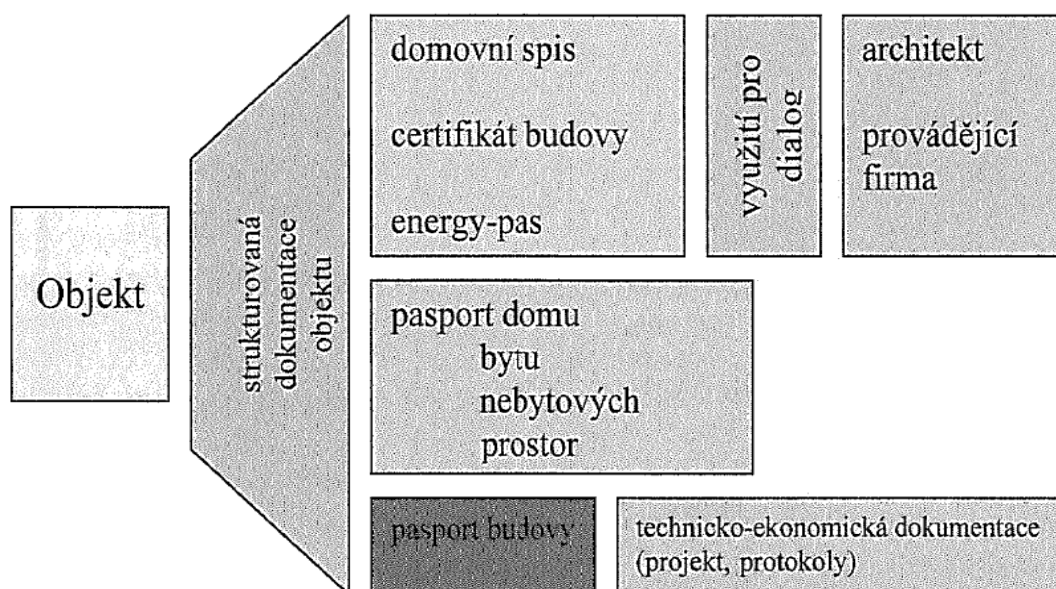 Objekt
strukturovaná
dokumentace
objektu
domovní spis
certifikát budovy
energy-pas
využití pro
dialog
architekt
provádějící
firma
pasport domu
bytu
nebytových
prostor
pasport budovy
technicko-ekonomická dokumentace
(projekt, protokoly)